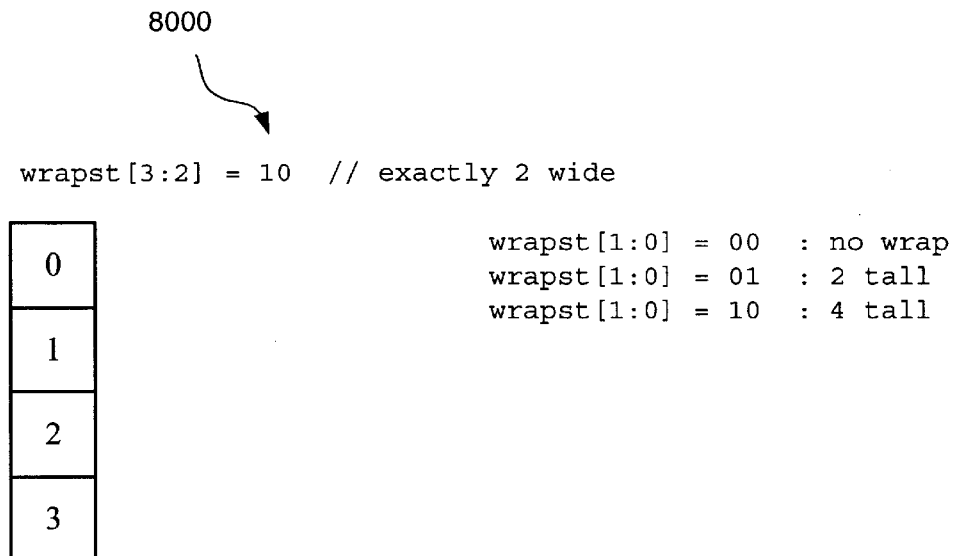 8000
wrapst[3:2] = 10 // exactly 2 wide
wrapst[1:0] = 00 : no wrap
wrapst[1:0] = 01 : 2 tall
wrapst[1:0] = 10 : 4 tall
0
1
2
3